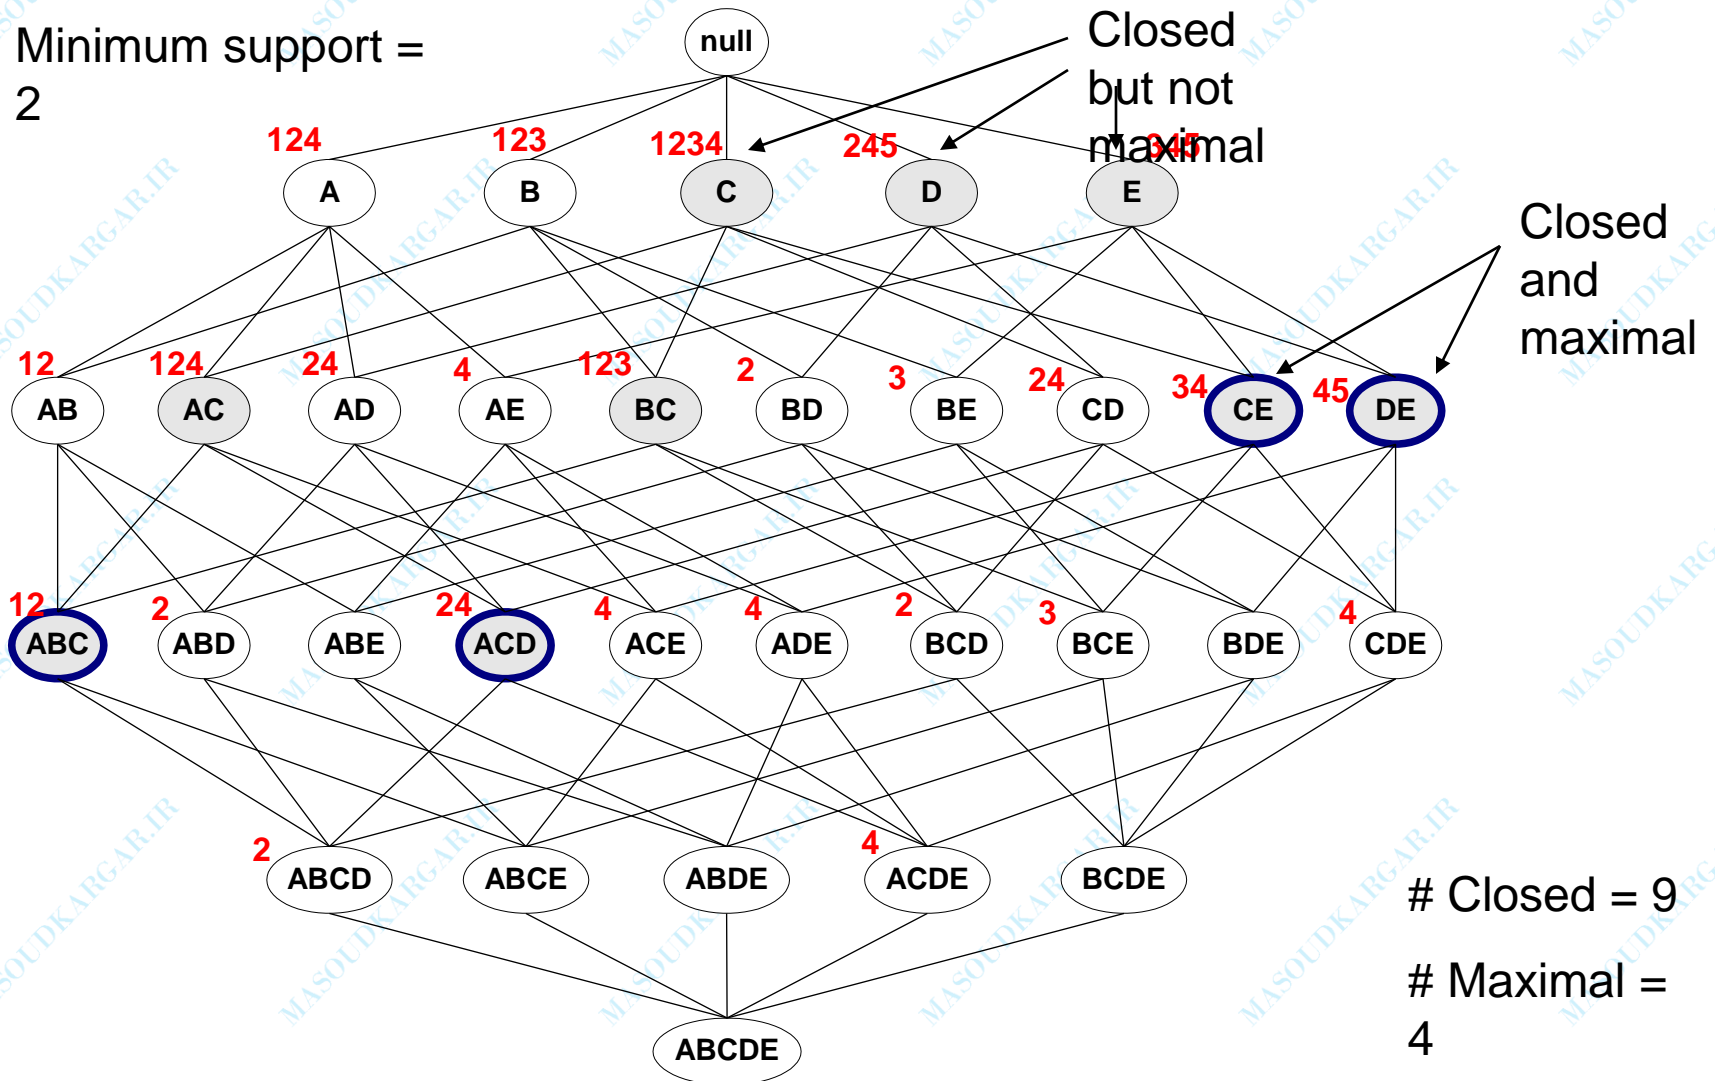 Minimum support =
2
null
Closed
but not
maximal
124
123
1234
245
345
A
B
C
D
E
Closed
and
maximal
12
124
24
4
123
2
3
24
34
45
AB
AC
AD
AE
BC
BD
BE
CD
CE
DE
12
2
24
4
4
2
3
4
ABC
ABD
ABE
ACD
ACE
ADE
BCD
BCE
BDE
CDE
2
4
ABCD
ABCE
ABDE
ACDE
BCDE
# Closed = 9
# Maximal =
4
ABCDE
MASOUDKARGAR.IR